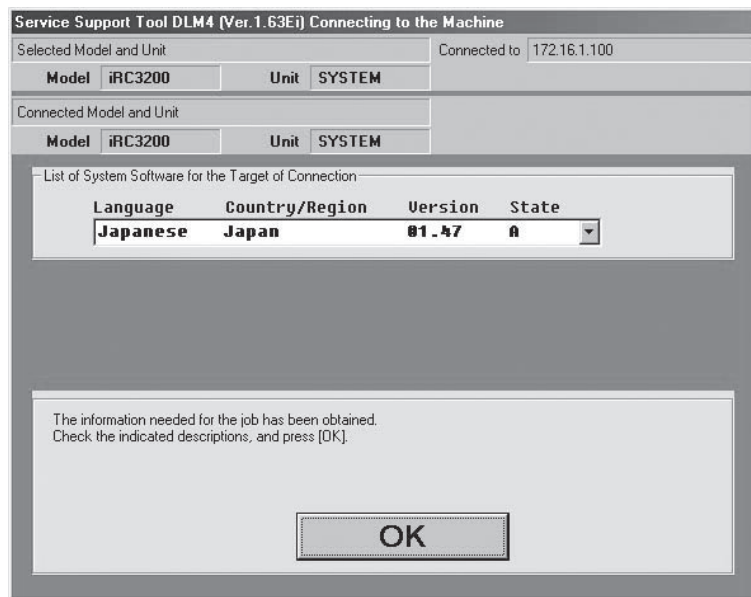 Service Support Tool DLM4 (Ver.1.63Ei) Connecting to the Machine
Selected Model and Unit
Connected to 172.16.1.100
Model iRC3200 Unit SYSTEM
Connected Model and Unit
Model iRC3200 Unit SYSTEM
List of System Software for the Target of Connection
Language Country/Region Version State
Japanese Japan 01.47 A
The information needed for the job has been obtained.
Check the indicated descriptions, and press [OK].
OK